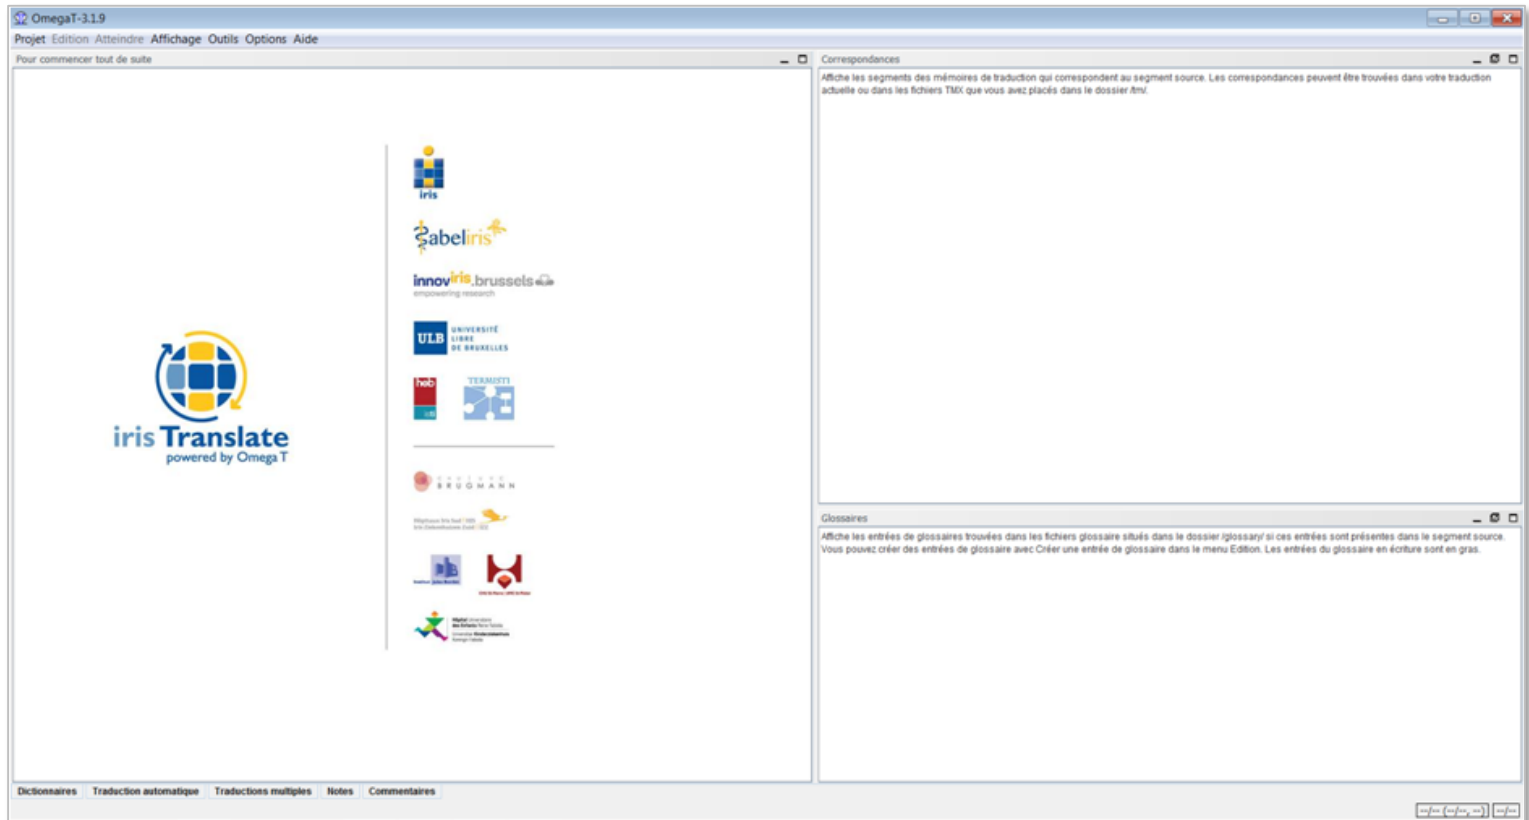 OmegaT-3.1.9
Projet Edition Atteindre Affichage Outils Options Aide
Pour commencer tout de suite
iris
abeliris
innoviris.brussels
empowering research
ULB
UNIVERSITÉ
LIBRE
DE BRUXELLES
heb
TERMISTI
iris Translate
powered by Omega T
BRUGMANN
Correspondances
Affiche les segments des mémoires de traduction qui correspondent au segment source. Les correspondances peuvent être trouvées dans votre traduction
actuelle ou dans les fichiers TMX que vous avez placés dans le dossier /tm/.
Glossaires
Affiche les entrées de glossaires trouvées dans les fichiers glossaire situés dans le dossier /glossary/ si ces entrées sont présentes dans le segment source.
Vous pouvez créer des entrées de glossaire avec Créer une entrée de glossaire dans le menu Edition. Les entrées du glossaire en écriture sont en gras.
Dictionnaires Traduction automatique Traductions multiples Notes Commentaires
--/-- (--/--, --) --/--